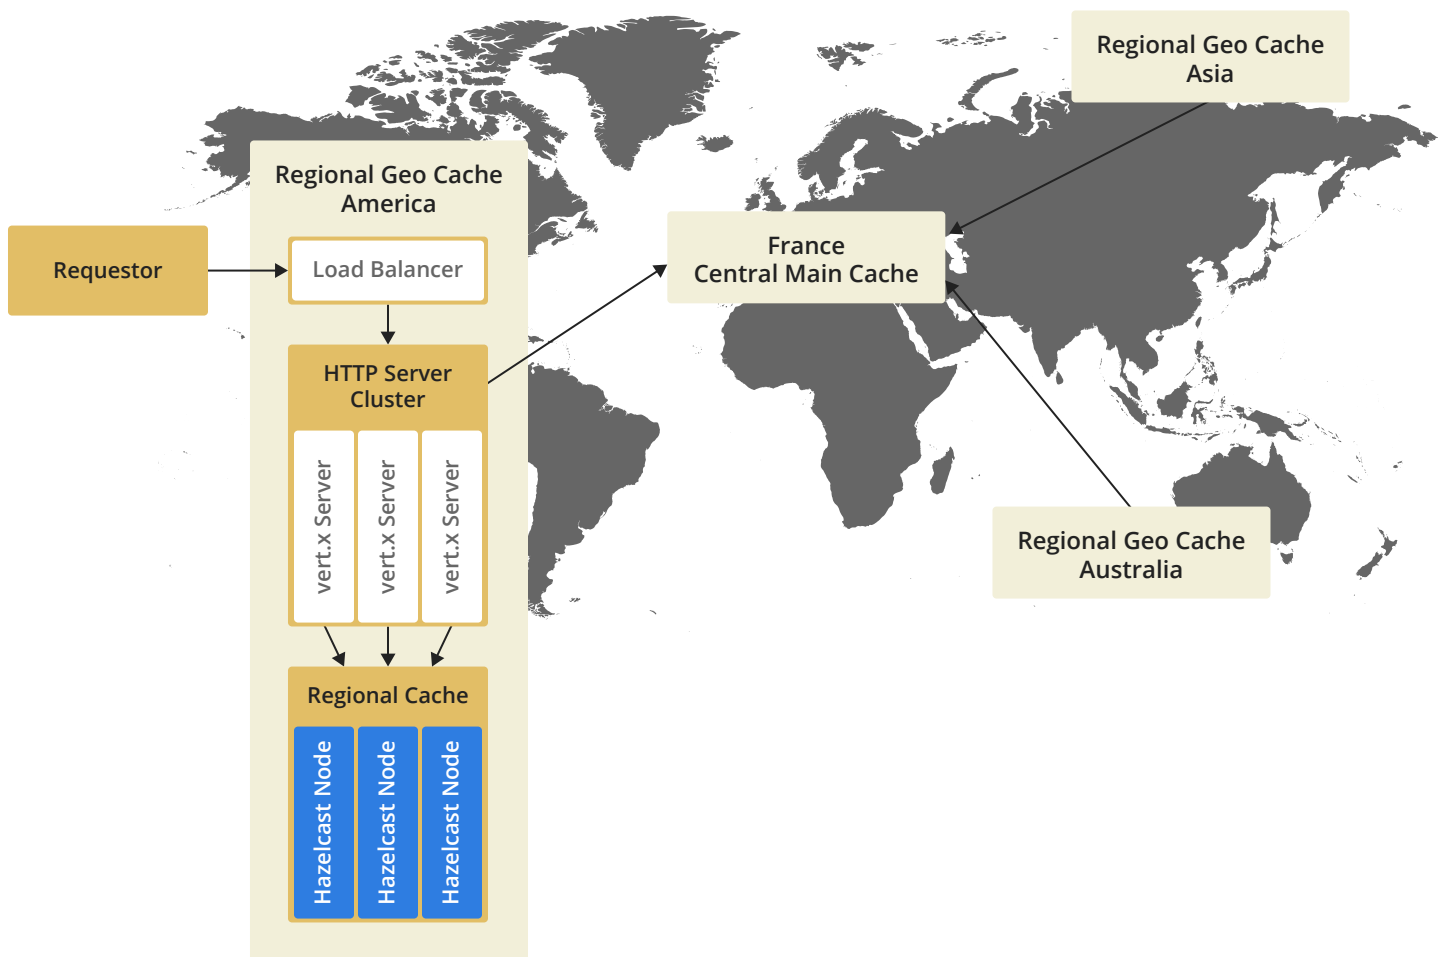 Regional Geo Cache
Asia
Regional Geo Cache
America
Requestor
Load Balancer
France
Central Main Cache
HTTP Server
Cluster
vert.x Server
vert.x Server
vert.x Server
Regional Geo Cache
Australia
Regional Cache
Hazelcast Node
Hazelcast Node
Hazelcast Node